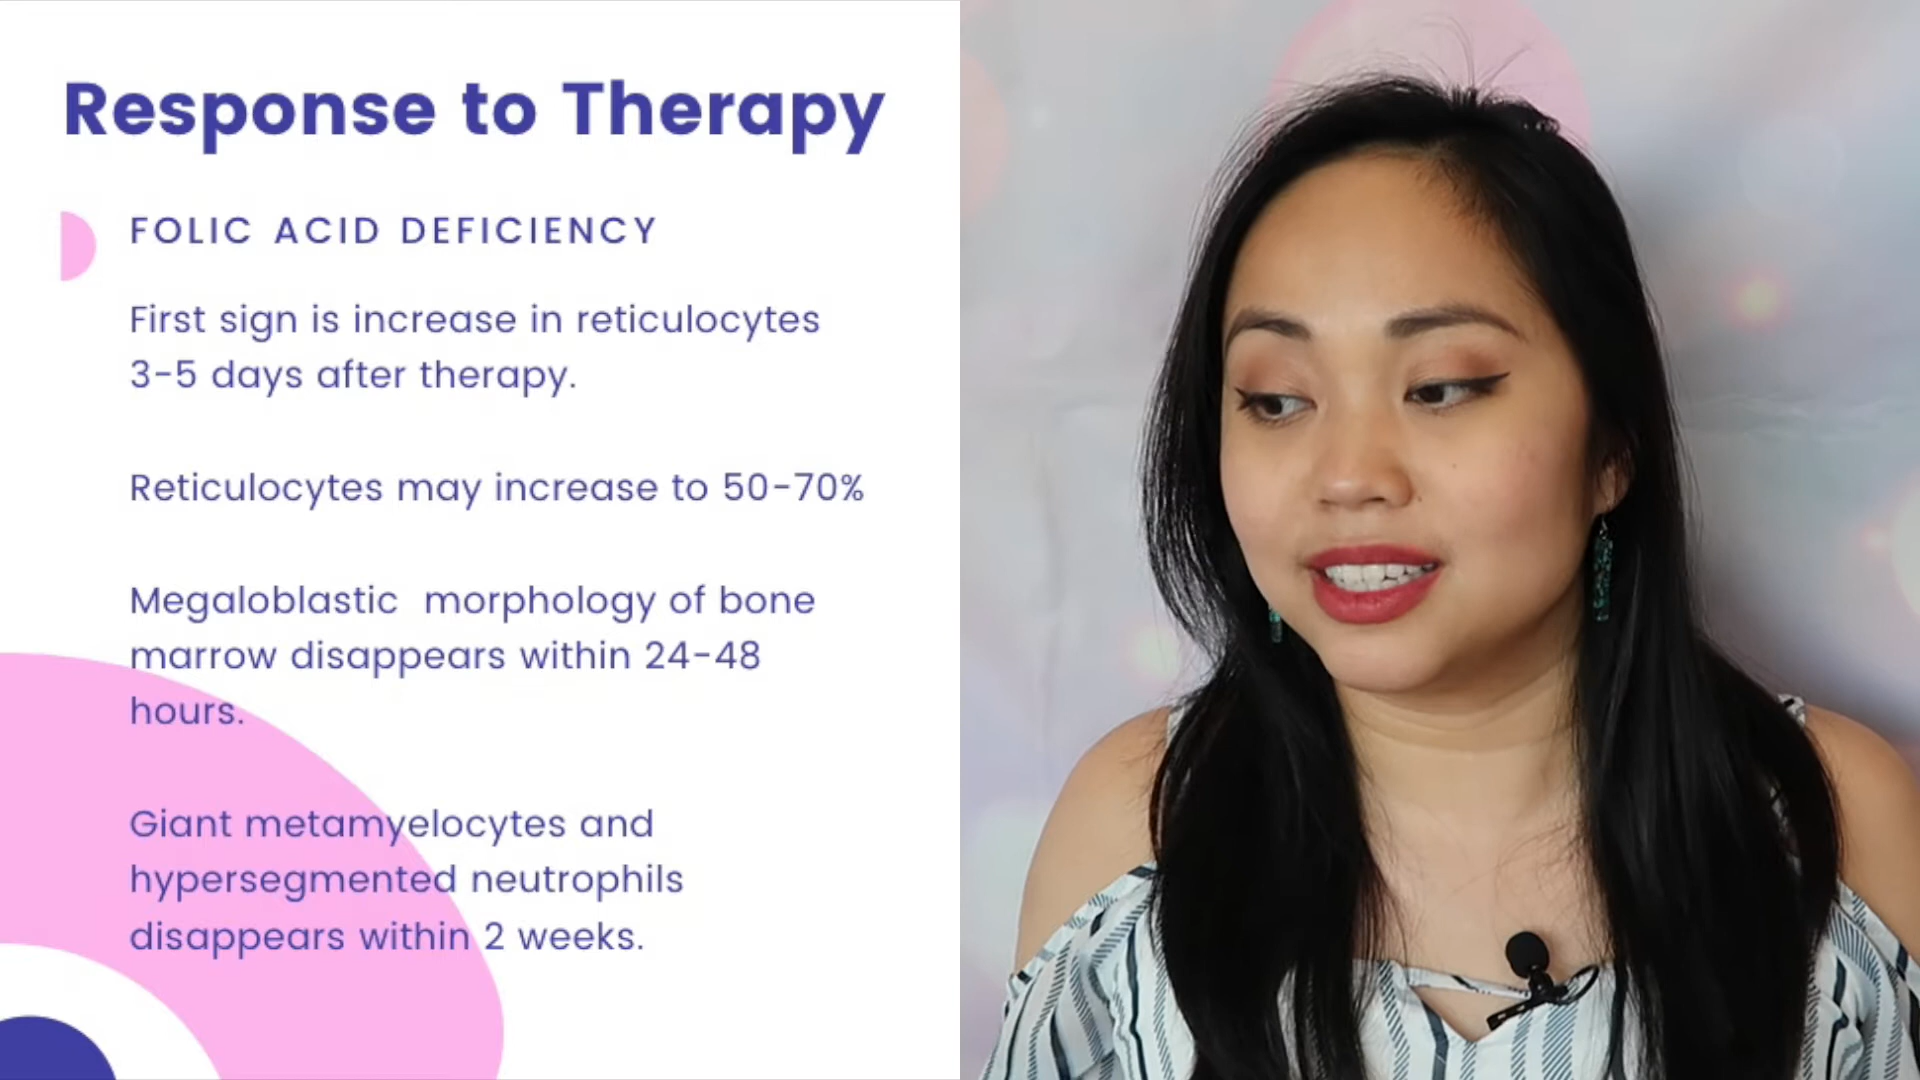 Response to Therapy
FOLIC ACID DEFICIENCY
First sign is increase in reticulocytes
3-5 days after therapy.
Reticulocytes may increase to 50-70%
Megaloblastic morphology of bone
marrow disappears within 24-48
hours.
Giant metamyelocytes and
hypersegmented neutrophils
disappears within 2 weeks.